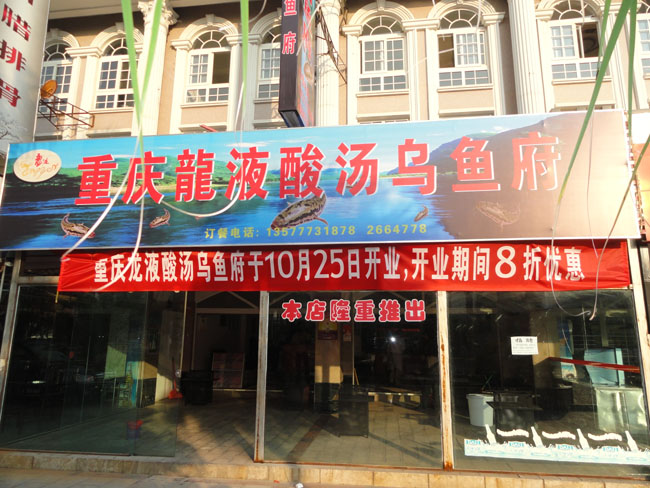 腊排骨
鱼府
重庆龍液酸汤乌鱼府
订餐电话：13577731878 2664778
重庆龙液酸汤乌鱼府于10月25日开业,开业期间8折优惠
本店隆重推出